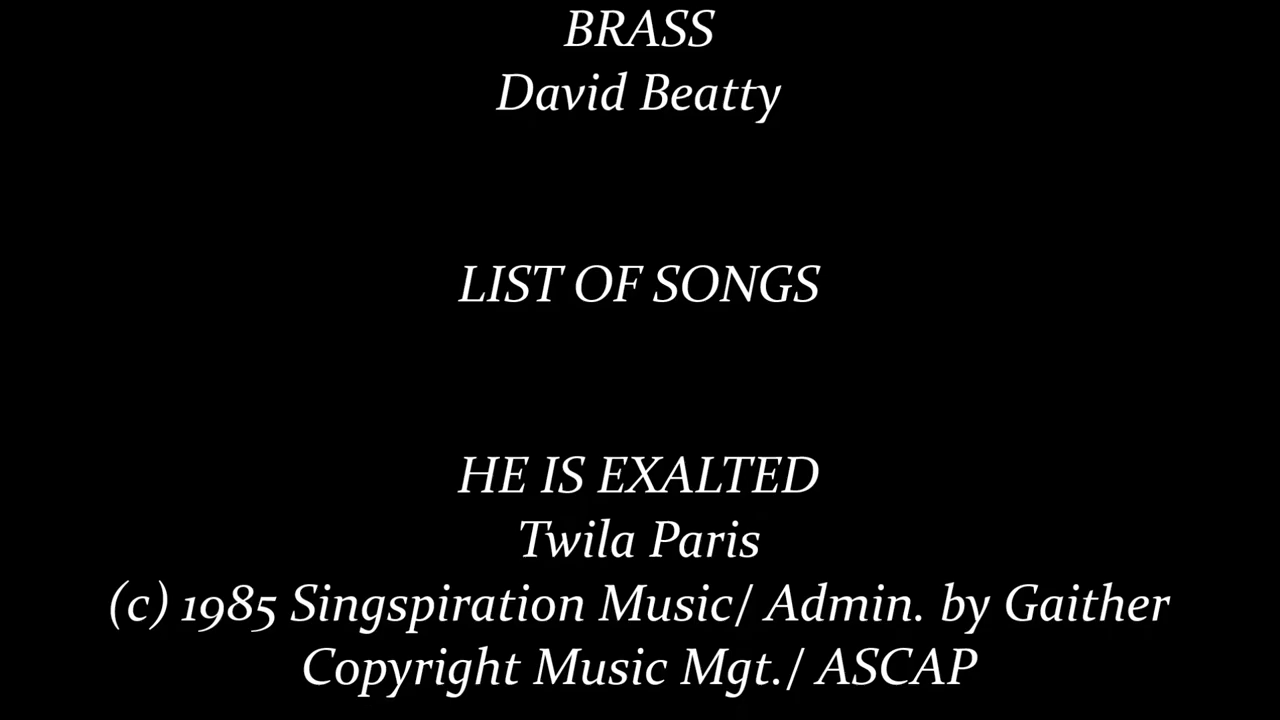 BRASS
David Beatty
LIST OF SONGS
HE IS EXALTED
Twila Paris
(c) 1985 Singspiration Music/ Admin. by Gaither
Copyright Music Mgt./ ASCAP